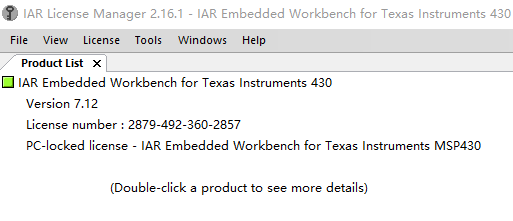 IAR License Manager 2.16.1 - IAR Embedded Workbench for Texas Instruments 430
File View License Tools Windows Help
Product List ×
IAR Embedded Workbench for Texas Instruments 430
Version 7.12
License number : 2879-492-360-2857
PC-locked license - IAR Embedded Workbench for Texas Instruments MSP430
(Double-click a product to see more details)